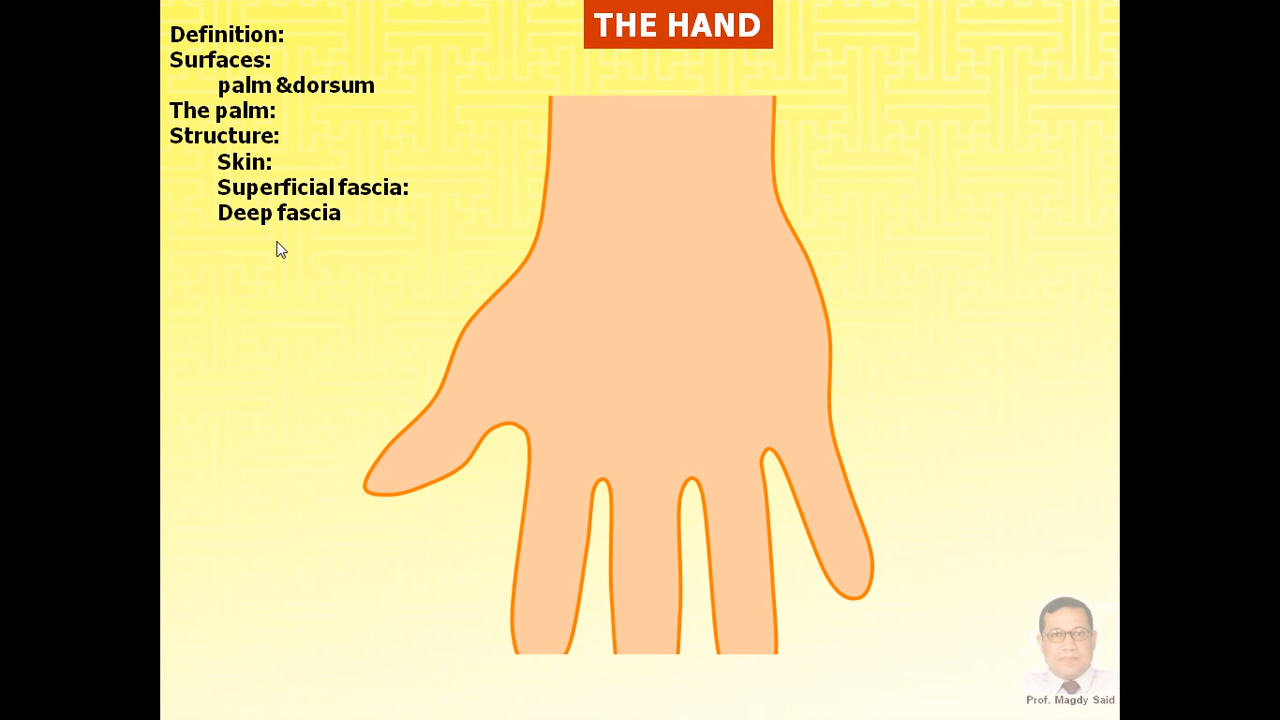 THE HAND
Definition:
Surfaces:
palm &dorsum
The palm:
Structure:
Skin:
Superficial fascia:
Deep fascia
Prof. Magdy Said